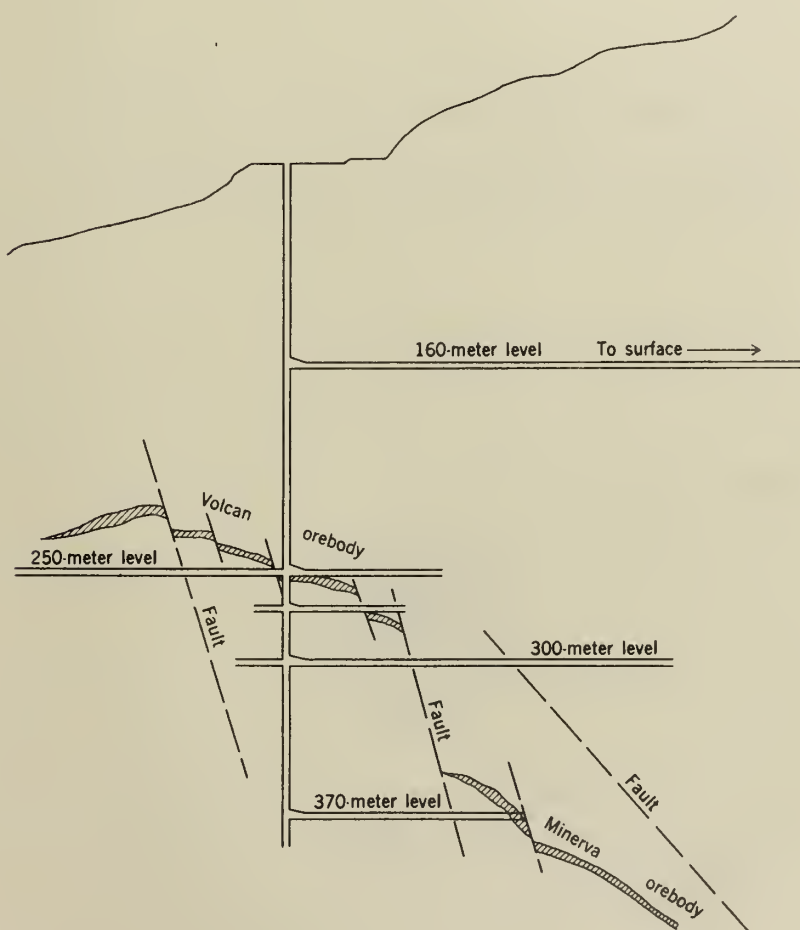 160-meter level To surface
Volcan
orebody
250-meter level
Fault
300-meter level
Fault
Fault
370-meter level
Minerva
orebody